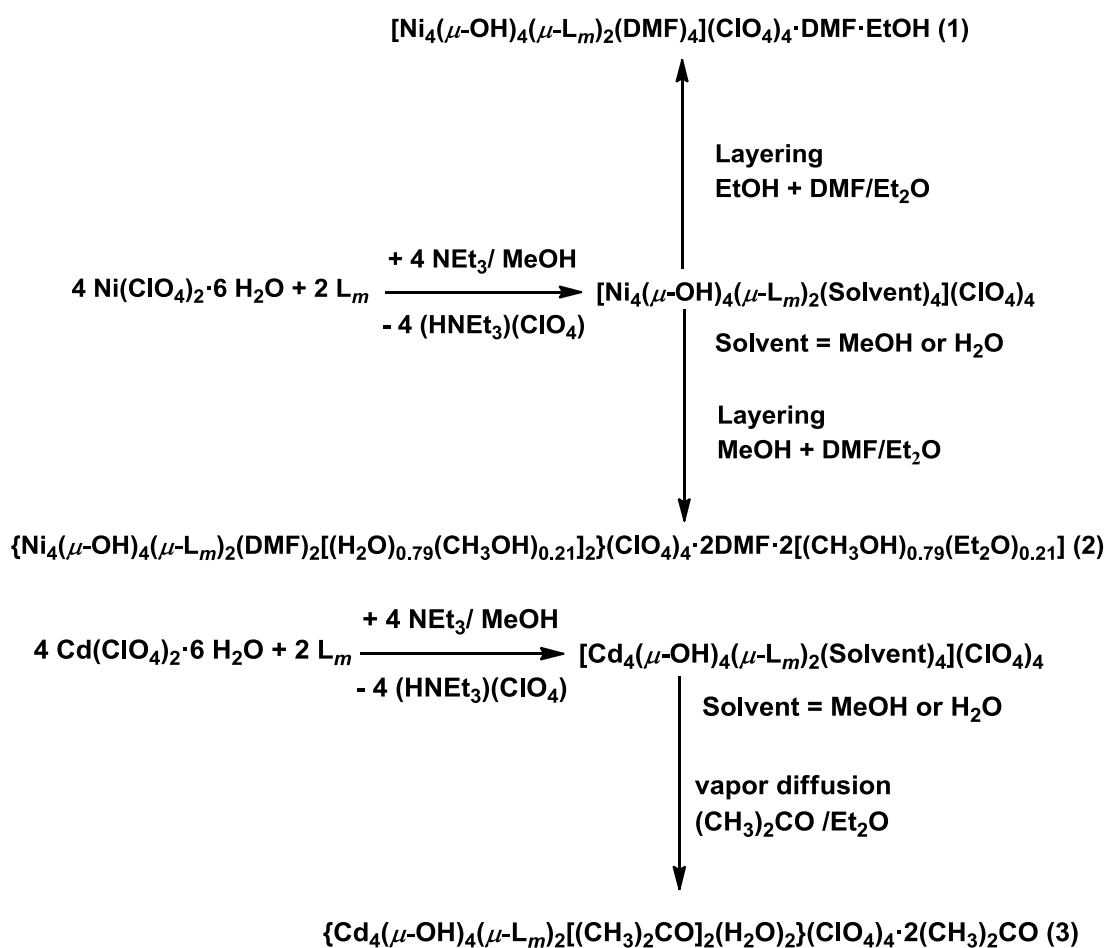 [Ni₄(μ-OH)₄(μ-Lₘ)₂(DMF)₄](ClO₄)₄·DMF·EtOH (1)
Layering
EtOH + DMF/Et₂O
4 Ni(ClO₄)₂·6 H₂O + 2 Lₘ
+ 4 NEt₃/ MeOH
- 4 (HNEt₃)(ClO₄)
[Ni₄(μ-OH)₄(μ-Lₘ)₂(Solvent)₄](ClO₄)₄
Solvent = MeOH or H₂O
Layering
MeOH + DMF/Et₂O
{Ni₄(μ-OH)₄(μ-Lₘ)₂(DMF)₂[(H₂O)₀.₇₉(CH₃OH)₀.₂₁]₂}(ClO₄)₄·2DMF·2[(CH₃OH)₀.₇₉(Et₂O)₀.₂₁] (2)
4 Cd(ClO₄)₂·6 H₂O + 2 Lₘ
+ 4 NEt₃/ MeOH
- 4 (HNEt₃)(ClO₄)
[Cd₄(μ-OH)₄(μ-Lₘ)₂(Solvent)₄](ClO₄)₄
Solvent = MeOH or H₂O
vapor diffusion
(CH₃)₂CO /Et₂O
{Cd₄(μ-OH)₄(μ-Lₘ)₂[(CH₃)₂CO]₂(H₂O)₂}(ClO₄)₄·2(CH₃)₂CO (3)